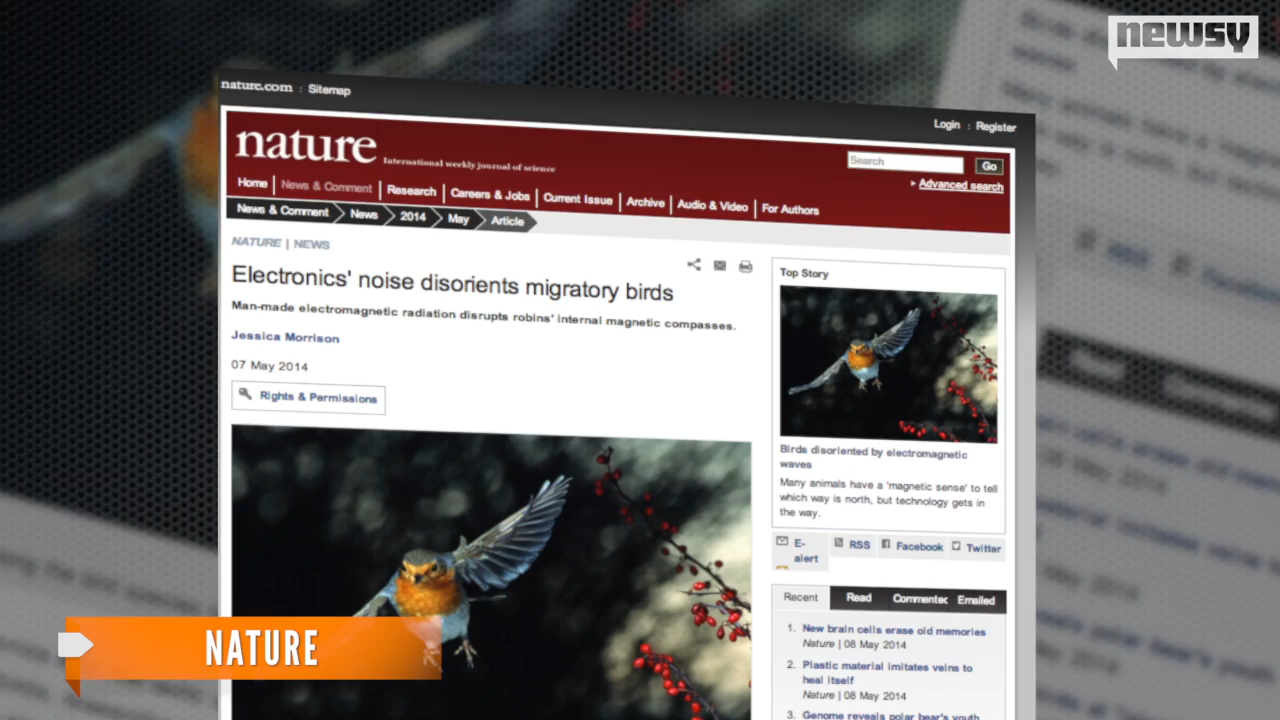 newsy
nature.com : Sitemap
Login : Register
nature International weekly journal of science
Search Go
Advanced search
Home News & Comment Research Careers & Jobs Current Issue Archive Audio & Video For Authors
News & Comment News 2014 May Article
NATURE | NEWS
Electronics' noise disorients migratory birds
Man-made electromagnetic radiation disrupts robins' internal magnetic compasses.
Jessica Morrison
07 May 2014
Rights & Permissions
Top Story
Birds disoriented by electromagnetic
waves
Many animals have a 'magnetic sense' to tell
which way is north, but technology gets in
the way.
E-
alert
RSS Facebook Twitter
Recent Read Commented Emailed
1. New brain cells erase old memories
Nature | 08 May 2014
2. Plastic material imitates veins to
heal itself
Nature | 08 May 2014
3. Genome reveals polar bear's youth
NATURE